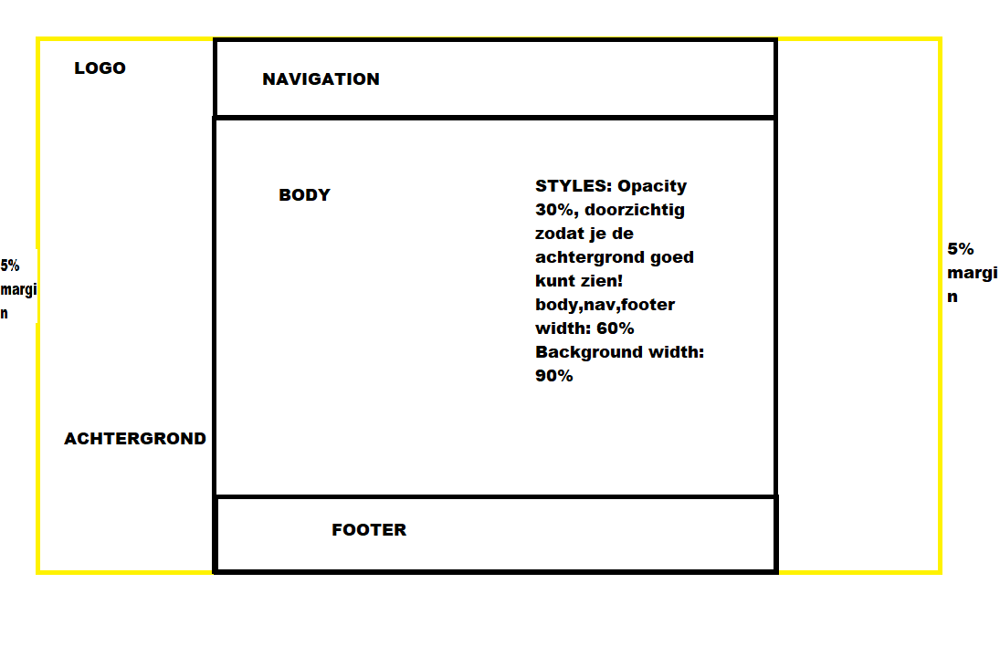 LOGO
NAVIGATION
BODY
STYLES: Opacity
30%, doorzichtig
zodat je de
achtergrond goed
kunt zien!
body,nav,footer
width: 60%
Background width:
90%
5%
margi
n
5%
margi
n
ACHTERGROND
FOOTER